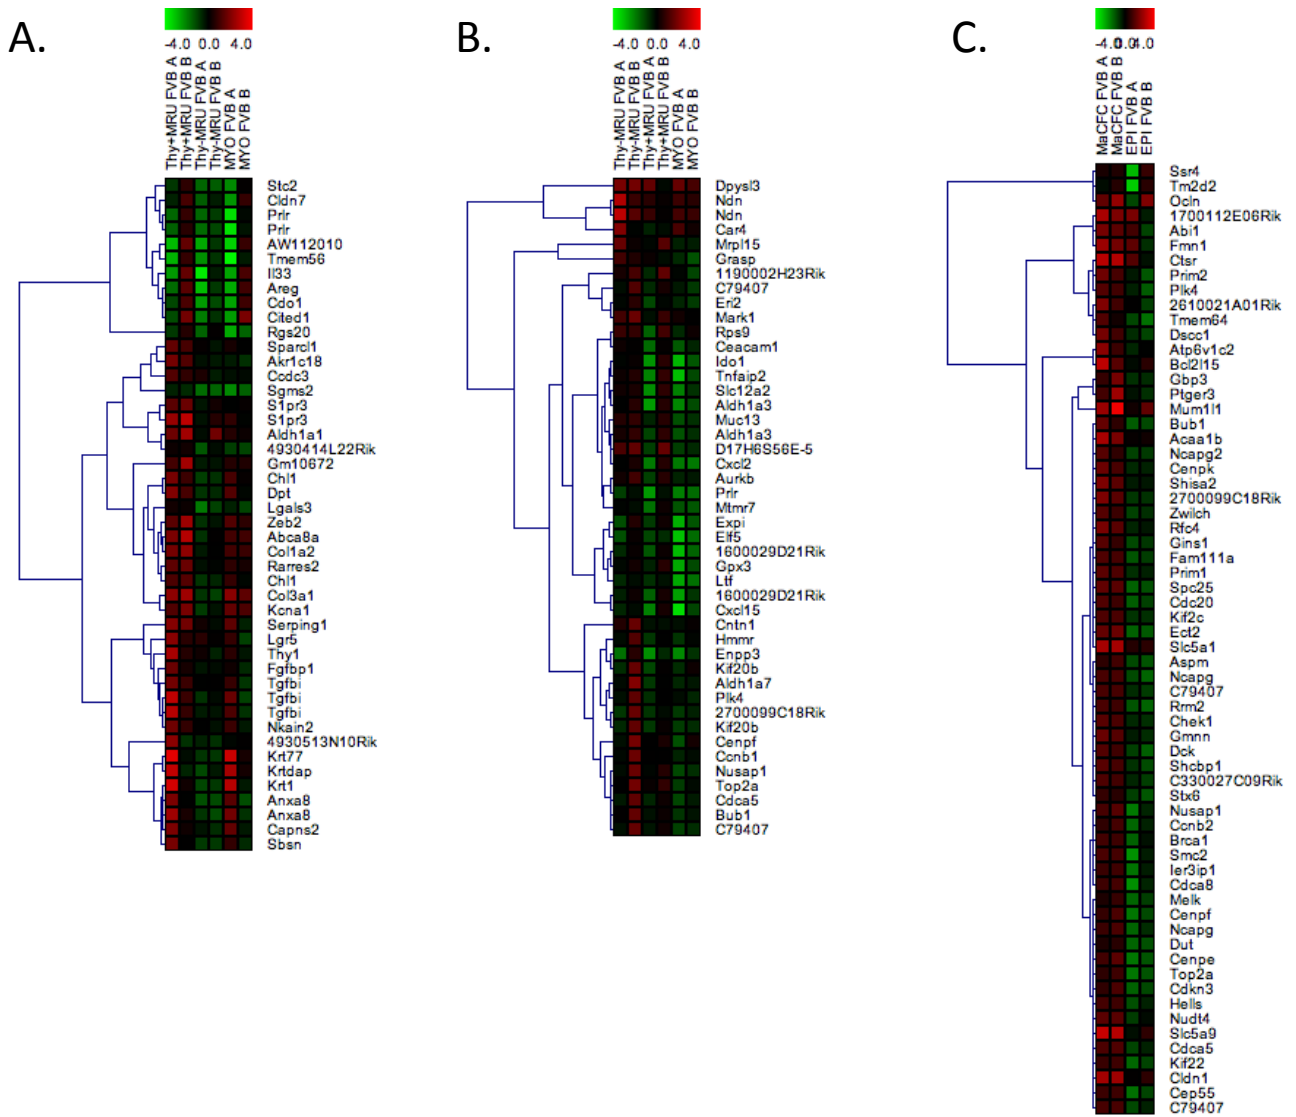 A.
-4.0 0.0 4.0
Thy+MRU FVB A
Thy+MRU FVB B
Thy-MRU FVB A
Thy-MRU FVB B
MYO FVB A
MYO FVB B
Stc2
Cldn7
Prlr
Prlr
AW112010
Tmem56
Il33
Areg
Cdo1
Cited1
Rgs20
Sparcl1
Akr1c18
Ccdc3
Sgms2
S1pr3
S1pr3
Aldh1a1
4930414L22Rik
Gm10672
Chl1
Dpt
Lgals3
Zeb2
Abca8a
Col1a2
Rarres2
Chl1
Col3a1
Kcna1
Serping1
Lgr5
Thy1
Fgfbp1
Tgfbi
Tgfbi
Tgfbi
Nkain2
4930513N10Rik
Krt77
Krtdap
Krt1
Anxa8
Anxa8
Capns2
Sbsn
B.
-4.0 0.0 4.0
Thy-MRU FVB A
Thy-MRU FVB B
Thy+MRU FVB A
Thy+MRU FVB B
MYO FVB A
MYO FVB B
Dpysl3
Ndn
Ndn
Car4
Mrpl15
Grasp
1190002H23Rik
C79407
Eri2
Mark1
Rps9
Ceacam1
Ido1
Tnfaip2
Slc12a2
Aldh1a3
Muc13
Aldh1a3
D17H6S56E-5
Cxcl2
Aurkb
Prlr
Mtmr7
Expi
Elf5
1600029D21Rik
Gpx3
Ltf
1600029D21Rik
Cxcl15
Cntn1
Hmmr
Enpp3
Kif20b
Aldh1a7
Plk4
2700099C18Rik
Kif20b
Cenpf
Ccnb1
Nusap1
Top2a
Cdca5
Bub1
C79407
C.
-4.0 0.0 4.0
MaCFC FVB A
MaCFC FVB B
EPI FVB A
EPI FVB B
Ssr4
Tm2d2
Ocln
1700112E06Rik
Abi1
Fmn1
Ctsr
Prim2
Plk4
2610021A01Rik
Tmem64
Dscc1
Atp6v1c2
Bcl2l15
Gbp3
Ptger3
Mum1l1
Bub1
Acaa1b
Ncapg2
Cenpk
Shisa2
2700099C18Rik
Zwilch
Rfc4
Gins1
Fam111a
Prim1
Spc25
Cdc20
Kif2c
Ect2
Slc5a1
Aspm
Ncapg
C79407
Rrm2
Chek1
Gmnn
Dck
Shcbp1
C330027C09Rik
Stx6
Nusap1
Ccnb2
Brca1
Smc2
Ier3ip1
Cdca8
Melk
Cenpf
Ncapg
Dut
Cenpe
Top2a
Cdkn3
Hells
Nudt4
Slc5a9
Cdca5
Kif22
Cldn1
Cep55
C79407